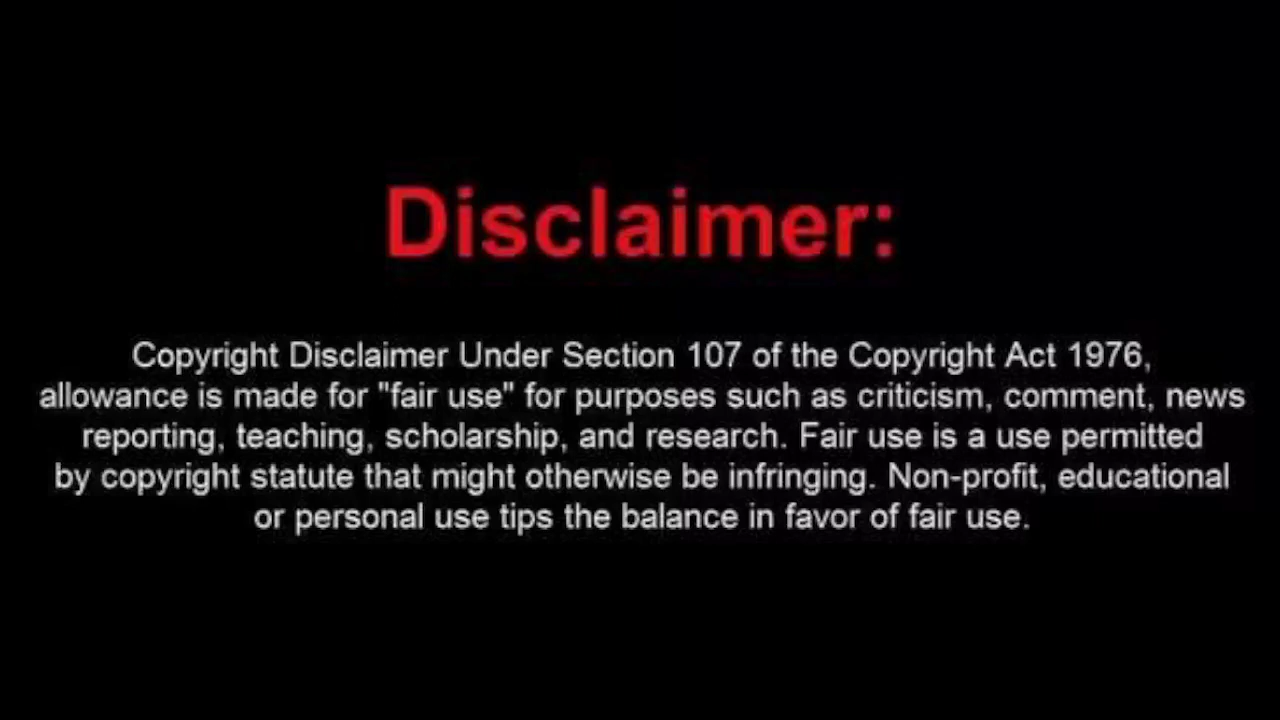 Disclaimer:
Copyright Disclaimer Under Section 107 of the Copyright Act 1976,
allowance is made for "fair use" for purposes such as criticism, comment, news
reporting, teaching, scholarship, and research. Fair use is a use permitted
by copyright statute that might otherwise be infringing. Non-profit, educational
or personal use tips the balance in favor of fair use.